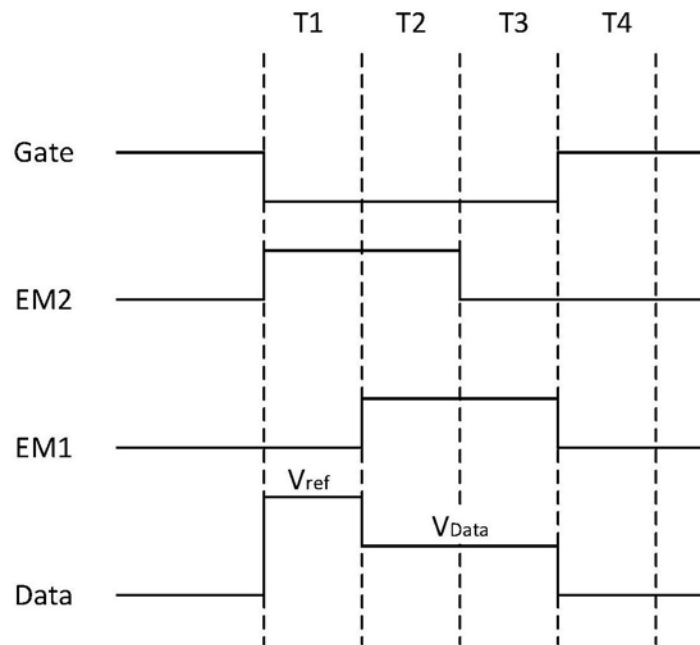 T1 T2 T3 T4
Gate
EM2
EM1
Vref
VData
Data